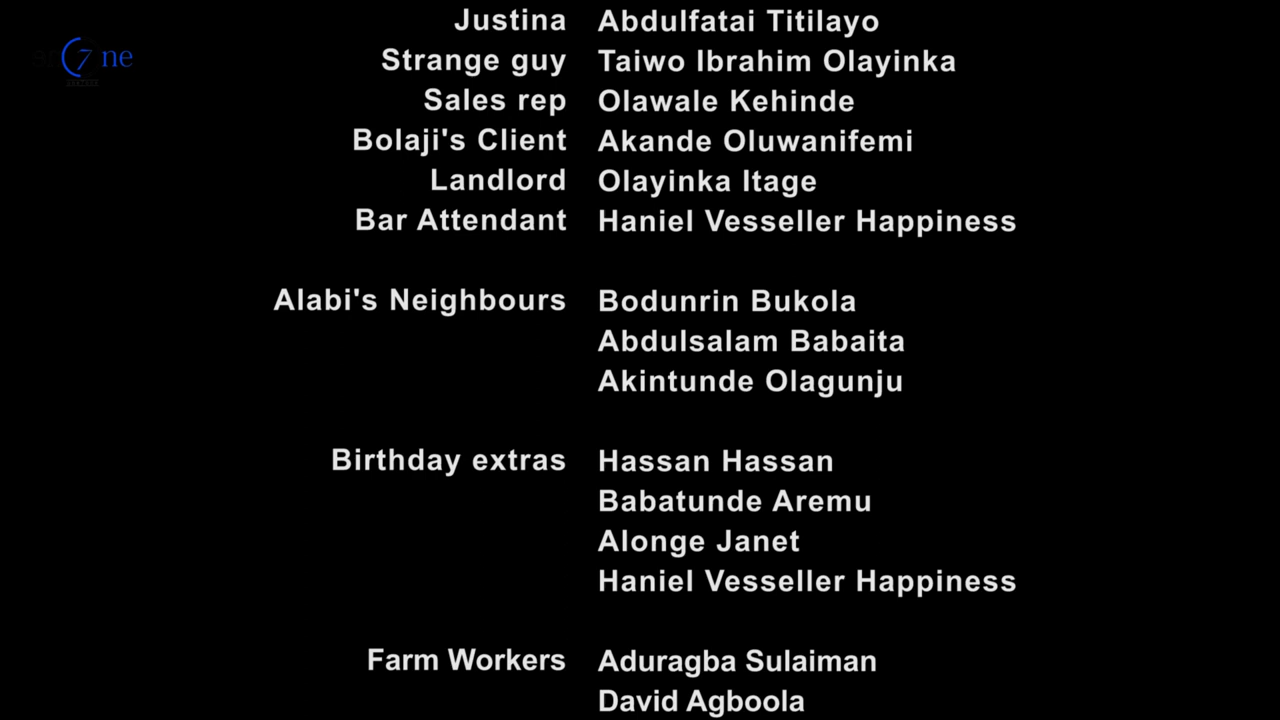 7 ne
Justina Abdulfatai Titilayo
Strange guy Taiwo Ibrahim Olayinka
Sales rep Olawale Kehinde
Bolaji's Client Akande Oluwanifemi
Landlord Olayinka Itage
Bar Attendant Haniel Vesseller Happiness
Alabi's Neighbours Bodunrin Bukola
Abdulsalam Babaita
Akintunde Olagunju
Birthday extras Hassan Hassan
Babatunde Aremu
Alonge Janet
Haniel Vesseller Happiness
Farm Workers Aduragba Sulaiman
David Agboola